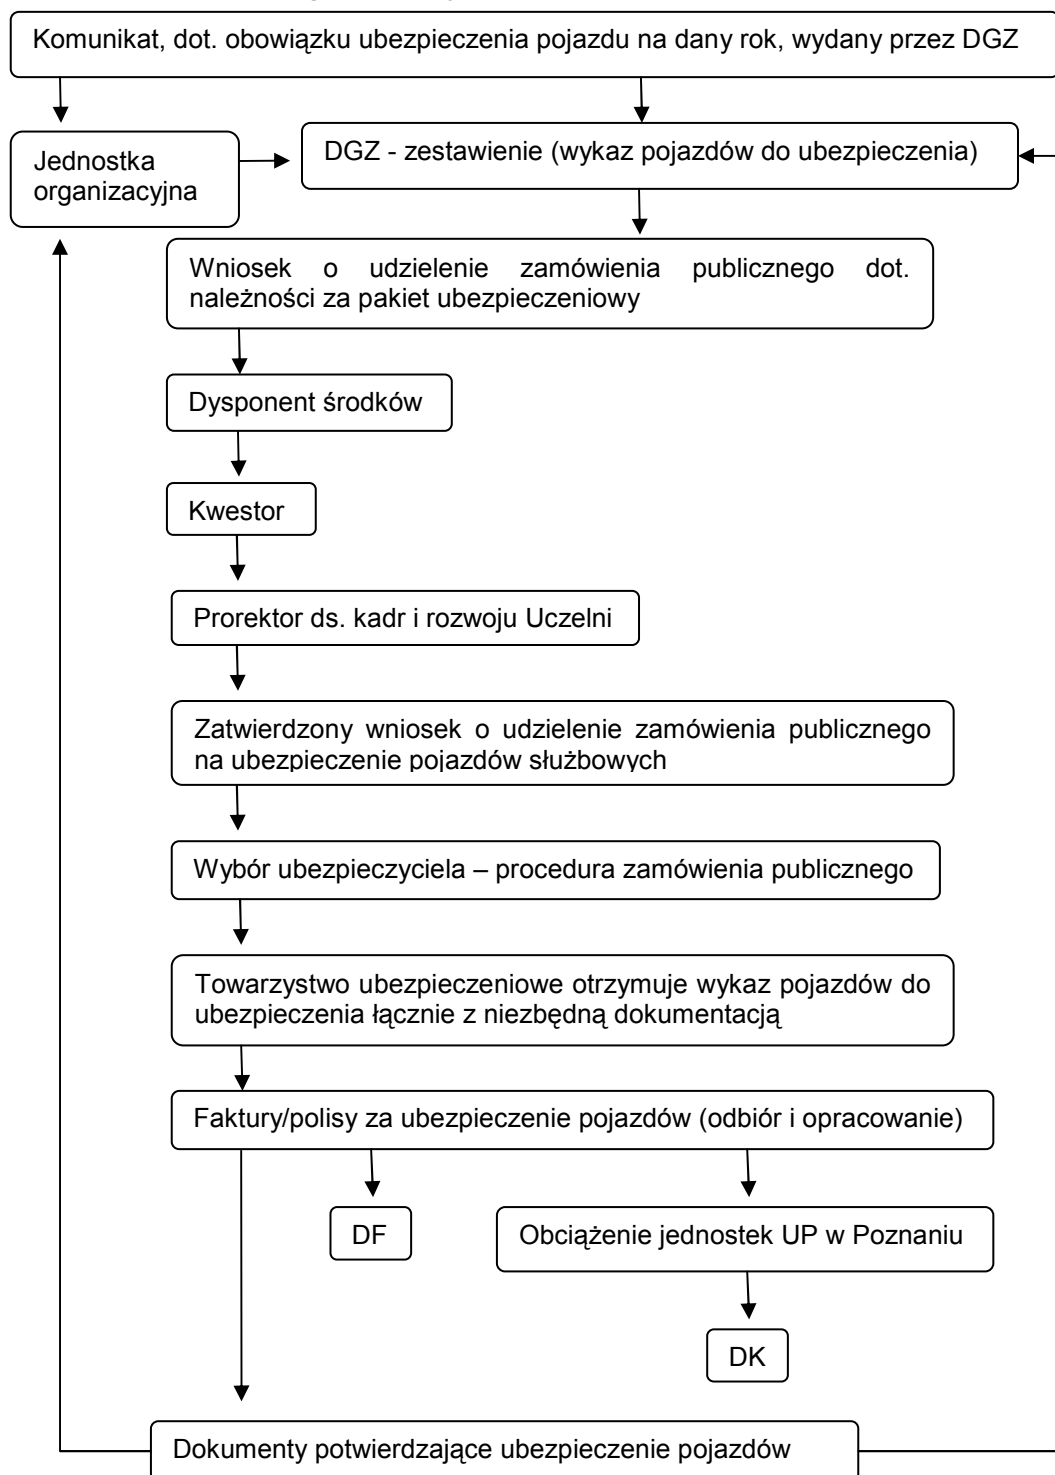 Komunikat, dot. obowiązku ubezpieczenia pojazdu na dany rok, wydany przez DGZ
Jednostka
organizacyjna
DGZ - zestawienie (wykaz pojazdów do ubezpieczenia)
Wniosek o udzielenie zamówienia publicznego dot.
należności za pakiet ubezpieczeniowy
Dysponent środków
Kwestor
Prorektor ds. kadr i rozwoju Uczelni
Zatwierdzony wniosek o udzielenie zamówienia publicznego
na ubezpieczenie pojazdów służbowych
Wybór ubezpieczyciela – procedura zamówienia publicznego
Towarzystwo ubezpieczeniowe otrzymuje wykaz pojazdów do
ubezpieczenia łącznie z niezbędną dokumentacją
Faktury/polisy za ubezpieczenie pojazdów (odbiór i opracowanie)
DF
Obciążenie jednostek UP w Poznaniu
DK
Dokumenty potwierdzające ubezpieczenie pojazdów